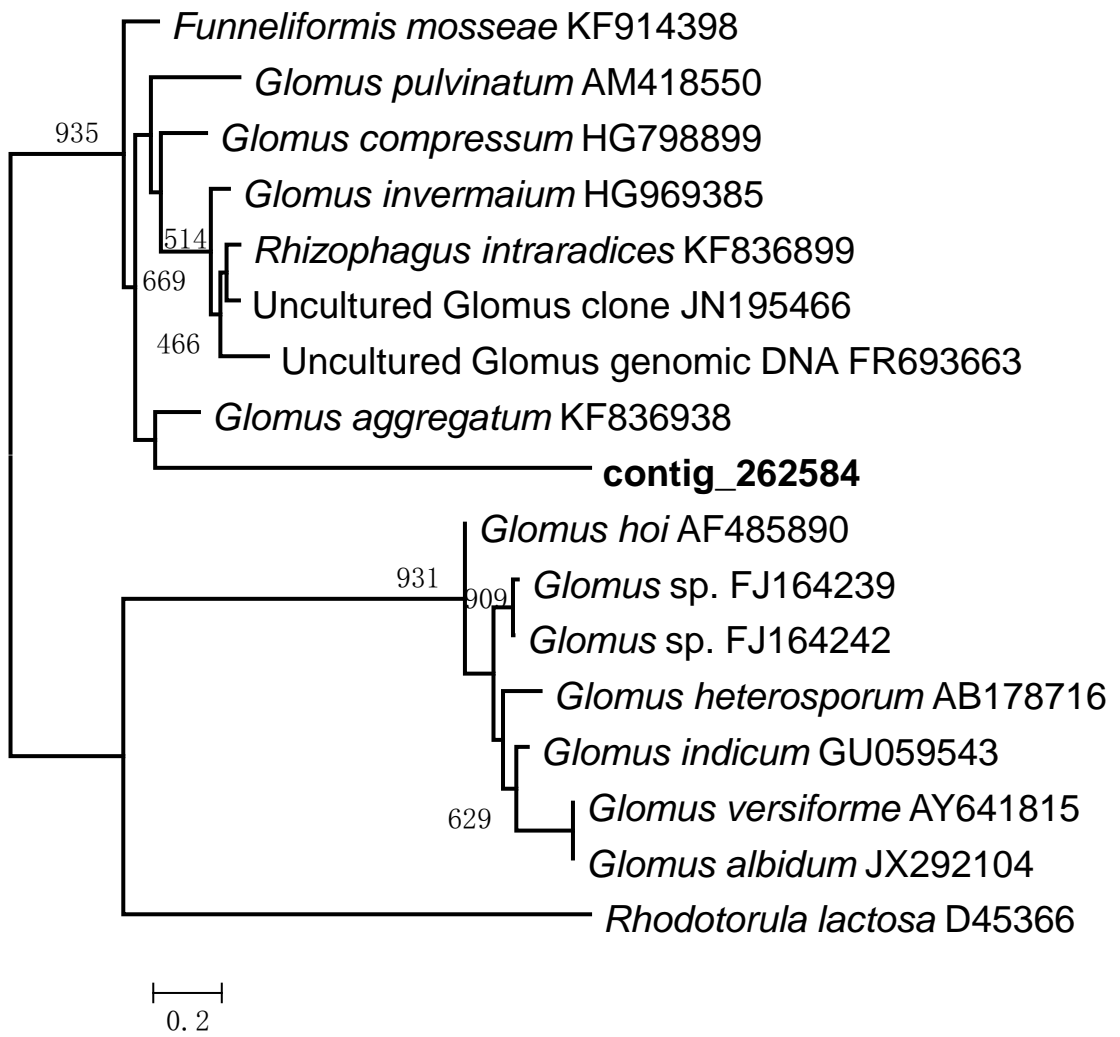 Funneliformis mosseae KF914398
Glomus pulvinatum AM418550
935
Glomus compressum HG798899
Glomus invermaium HG969385
514
Rhizophagus intraradices KF836899
669
Uncultured Glomus clone JN195466
466
Uncultured Glomus genomic DNA FR693663
Glomus aggregatum KF836938
contig_262584
Glomus hoi AF485890
931
909
Glomus sp. FJ164239
Glomus sp. FJ164242
Glomus heterosporum AB178716
Glomus indicum GU059543
629
Glomus versiforme AY641815
Glomus albidum JX292104
Rhodotorula lactosa D45366
0.2